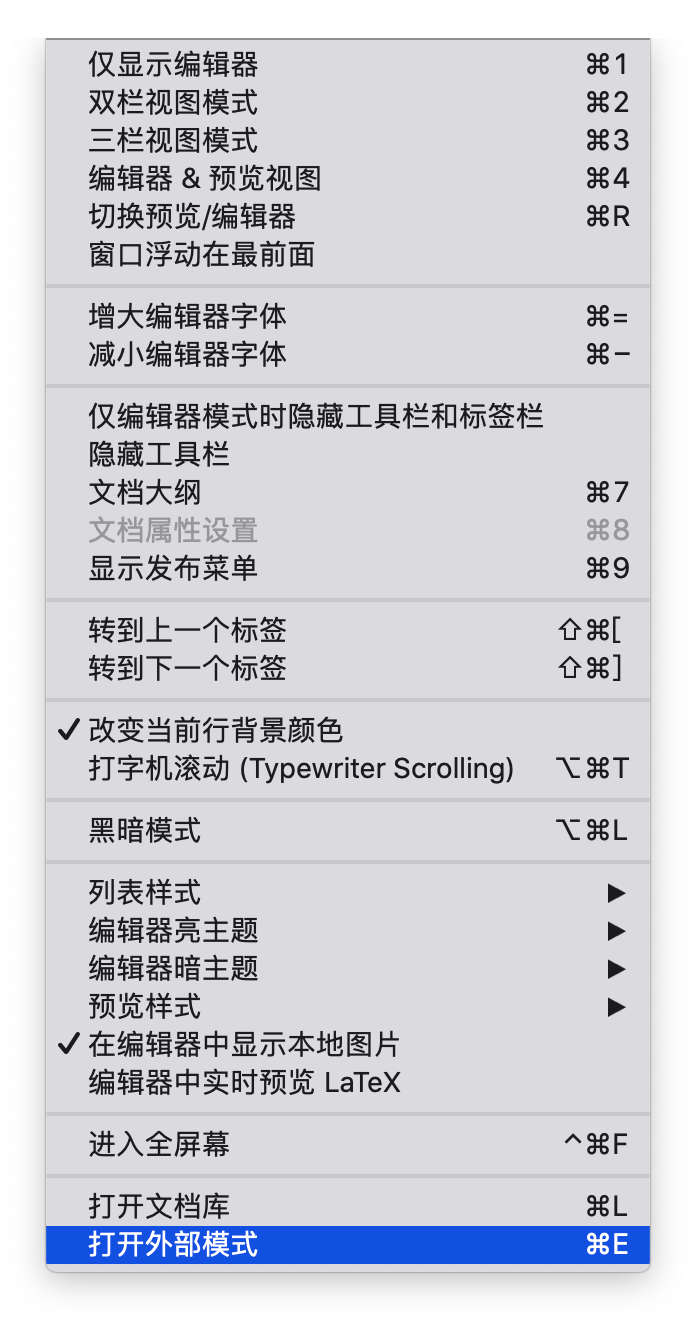 仅显示编辑器 ⌘1
双栏视图模式 ⌘2
三栏视图模式 ⌘3
编辑器 & 预览视图 ⌘4
切换预览/编辑器 ⌘R
窗口浮动在最前面
增大编辑器字体 ⌘=
减小编辑器字体 ⌘−
仅编辑器模式时隐藏工具栏和标签栏
隐藏工具栏
文档大纲 ⌘7
文档属性设置 ⌘8
显示发布菜单 ⌘9
转到上一个标签 ⇧⌘[
转到下一个标签 ⇧⌘]
✓ 改变当前行背景颜色
打字机滚动 (Typewriter Scrolling) ⌥⌘T
黑暗模式 ⌥⌘L
列表样式 ▶
编辑器亮主题 ▶
编辑器暗主题 ▶
预览样式 ▶
✓ 在编辑器中显示本地图片
编辑器中实时预览 LaTeX
进入全屏幕 ^⌘F
打开文档库 ⌘L
打开外部模式 ⌘E